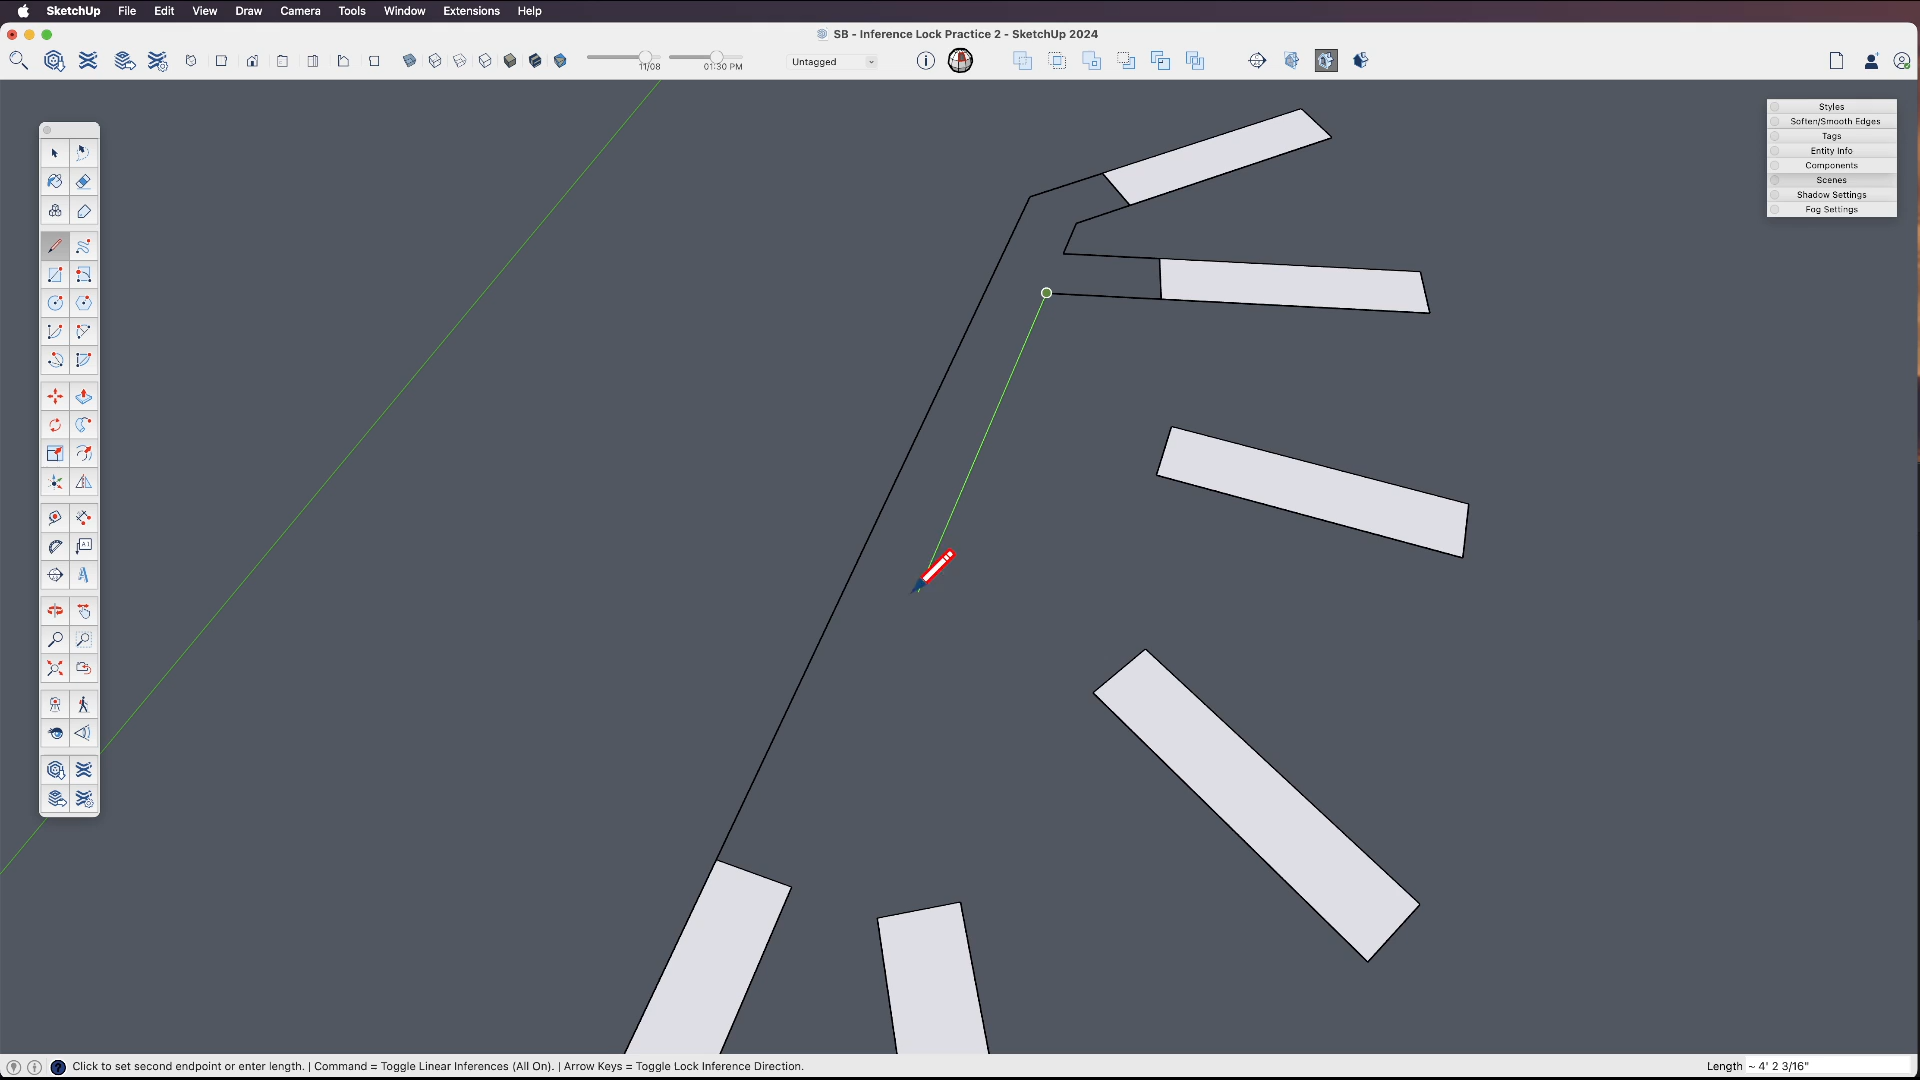 SketchUp File Edit View Draw Camera Tools Window Extensions Help
SB - Inference Lock Practice 2 - SketchUp 2024
11/08
01:30 PM
Untagged
Styles
Soften/Smooth Edges
Tags
Entity Info
Components
Scenes
Shadow Settings
Fog Settings
Click to set second endpoint or enter length. | Command = Toggle Linear Inferences (All On). | Arrow Keys = Toggle Lock Inference Direction.
Length ~ 4' 2 3/16"